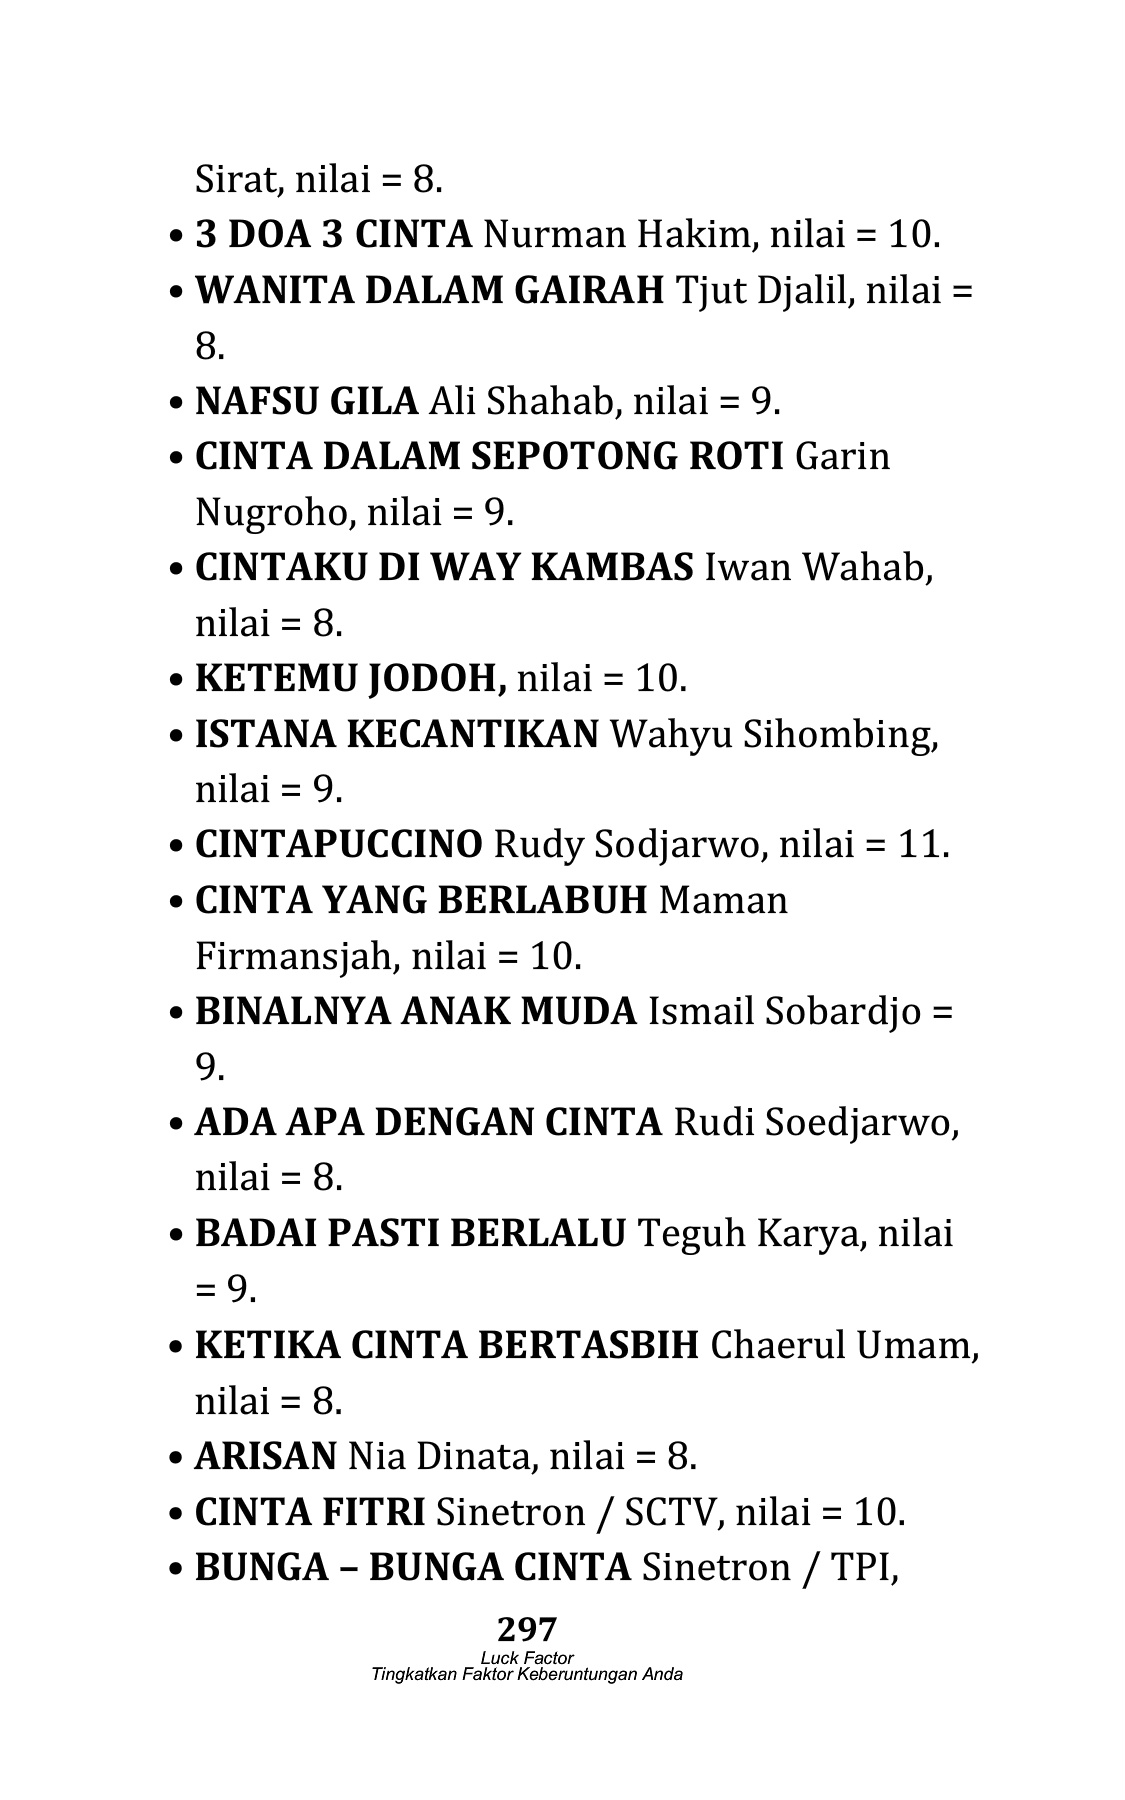 Sirat, nilai = 8.
• 3 DOA 3 CINTA Nurman Hakim, nilai = 10.
• WANITA DALAM GAIRAH Tjut Djalil, nilai =
8.
• NAFSU GILA Ali Shahab, nilai = 9.
• CINTA DALAM SEPOTONG ROTI Garin
Nugroho, nilai = 9.
• CINTAKU DI WAY KAMBAS Iwan Wahab,
nilai = 8.
• KETEMU JODOH, nilai = 10.
• ISTANA KECANTIKAN Wahyu Sihombing,
nilai = 9.
• CINTAPUCCINO Rudy Sodjarwo, nilai = 11.
• CINTA YANG BERLABUH Maman
Firmansjah, nilai = 10.
• BINALNYA ANAK MUDA Ismail Sobardjo =
9.
• ADA APA DENGAN CINTA Rudi Soedjarwo,
nilai = 8.
• BADAI PASTI BERLALU Teguh Karya, nilai
= 9.
• KETIKA CINTA BERTASBIH Chaerul Umam,
nilai = 8.
• ARISAN Nia Dinata, nilai = 8.
• CINTA FITRI Sinetron / SCTV, nilai = 10.
• BUNGA – BUNGA CINTA Sinetron / TPI,
297
Luck Factor
Tingkatkan Faktor Keberuntungan Anda